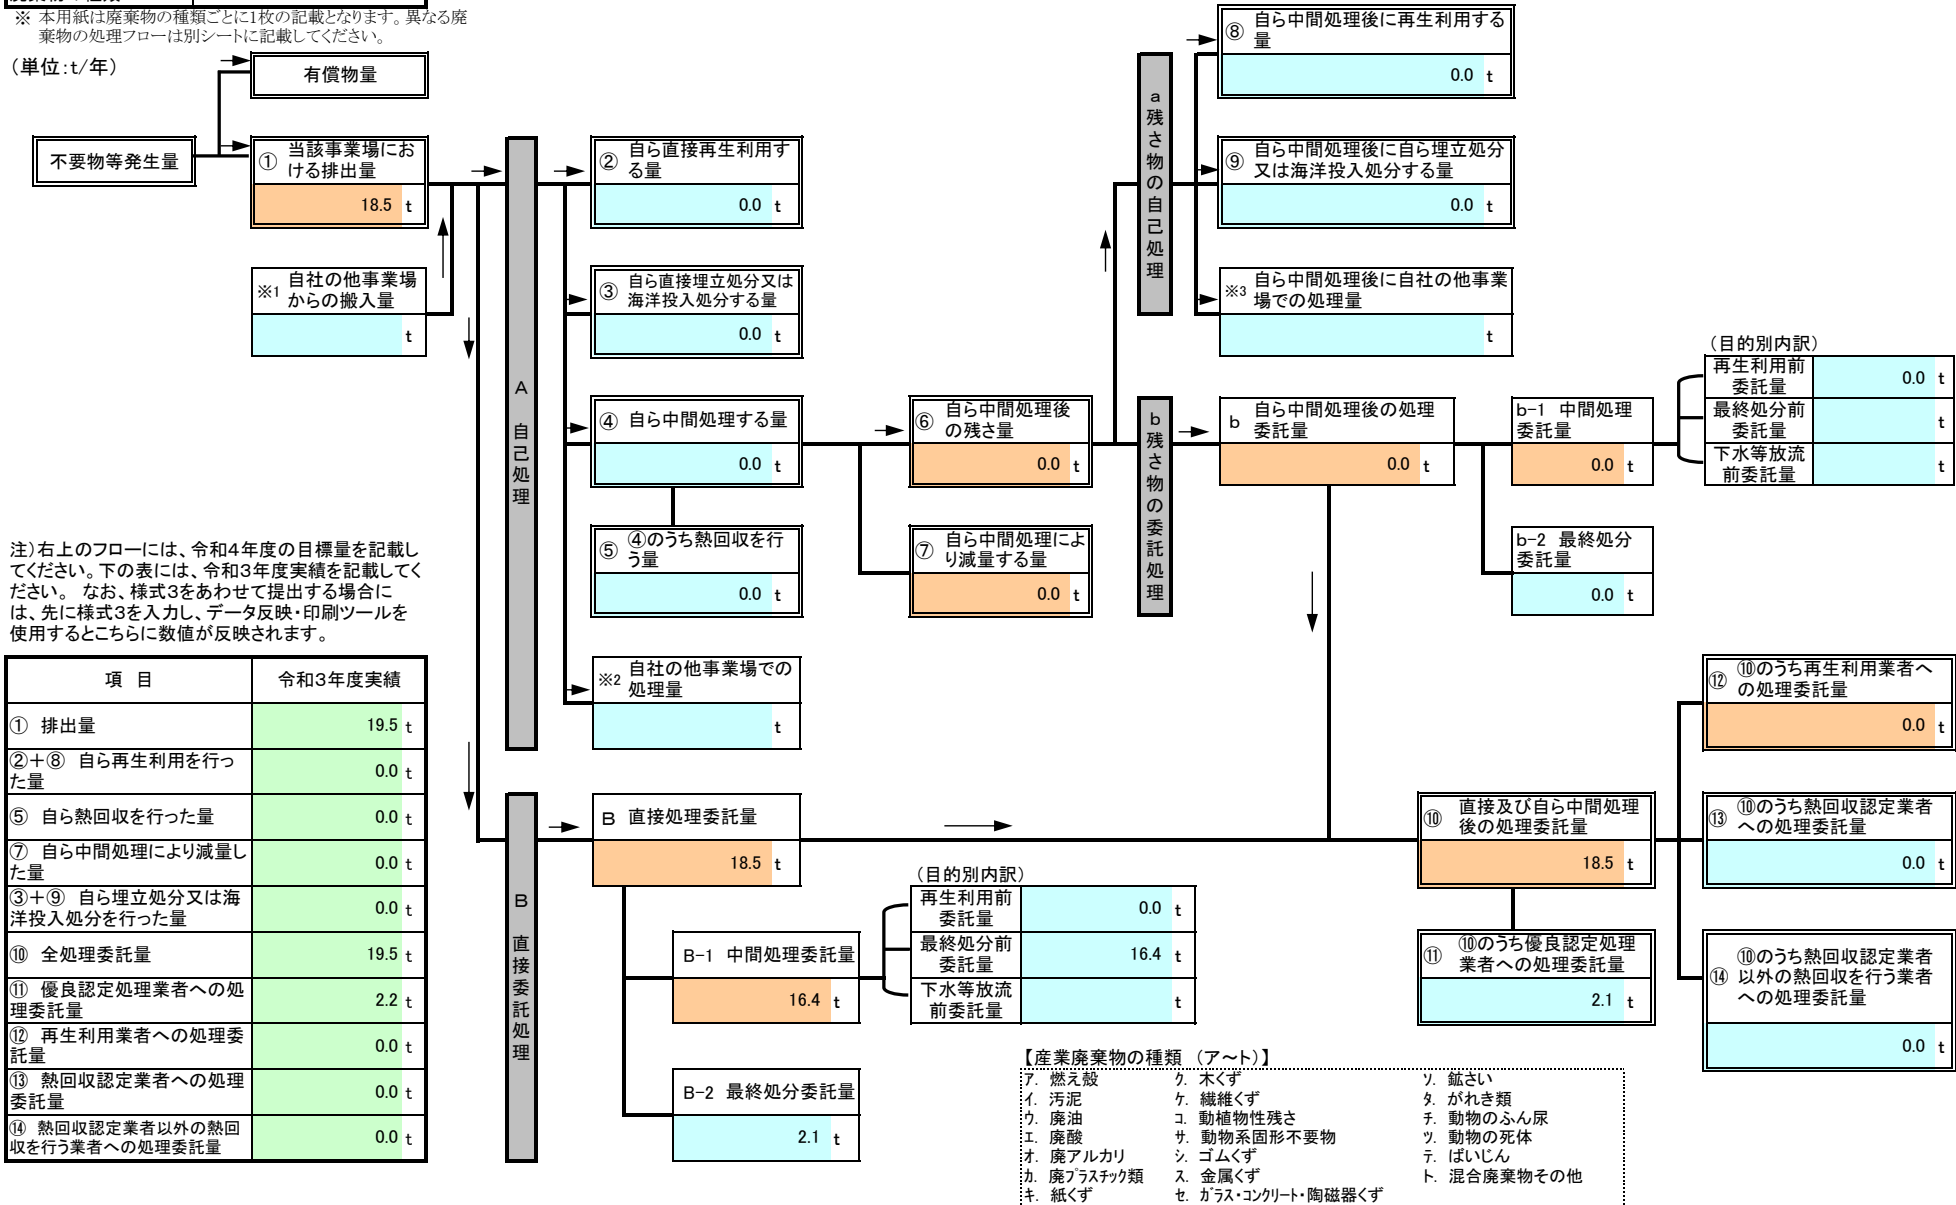 ※ 本用紙は廃棄物の種類ごとに1枚の記載となります。異なる廃
棄物の処理フローは別シートに記載してください。
(単位:t/年)
有償物量
不要物等発生量
① 当該事業場にお
ける排出量
18.5 t
※1 自社の他事業場
からの搬入量
t
A 自己処理
② 自ら直接再生利用す
る量
0.0 t
③ 自ら直接埋立処分又は
海洋投入処分する量
0.0 t
④ 自ら中間処理する量
0.0 t
⑤ ④のうち熱回収を行
う量
0.0 t
※2 自社の他事業場での
処理量
t
⑥ 自ら中間処理後
の残さ量
0.0 t
⑦ 自ら中間処理によ
り減量する量
0.0 t
a残さ物の自己処理
⑧ 自ら中間処理後に再生利用する
量
0.0 t
⑨ 自ら中間処理後に自ら埋立処分
又は海洋投入処分する量
0.0 t
※3 自ら中間処理後に自社の他事業
場での処理量
t
b残さ物の委託処理
b 自ら中間処理後の処理
委託量
0.0 t
b-1 中間処理
委託量
0.0 t
(目的別内訳)
再生利用前
委託量
0.0 t
最終処分前
委託量
t
下水等放流
前委託量
t
b-2 最終処分
委託量
0.0 t
注)右上のフローには、令和4年度の目標量を記載し
てください。下の表には、令和3年度実績を記載してく
ださい。 なお、様式3をあわせて提出する場合に
は、先に様式3を入力し、データ反映・印刷ツールを
使用するとこちらに数値が反映されます。
項 目 令和3年度実績
① 排出量 19.5 t
②+⑧ 自ら再生利用を行っ
た量 0.0 t
⑤ 自ら熱回収を行った量 0.0 t
⑦ 自ら中間処理により減量し
た量 0.0 t
③+⑨ 自ら埋立処分又は海
洋投入処分を行った量 0.0 t
⑩ 全処理委託量 19.5 t
⑪ 優良認定処理業者への処
理委託量 2.2 t
⑫ 再生利用業者への処理委
託量 0.0 t
⑬ 熱回収認定業者への処理
委託量 0.0 t
⑭ 熱回収認定業者以外の熱回
収を行う業者への処理委託量 0.0 t
B 直接委託処理
B 直接処理委託量
18.5 t
B-1 中間処理委託量
16.4 t
(目的別内訳)
再生利用前
委託量
0.0 t
最終処分前
委託量
16.4 t
下水等放流
前委託量
t
B-2 最終処分委託量
2.1 t
⑩ 直接及び自ら中間処理
後の処理委託量
18.5 t
⑪ ⑩のうち優良認定処理
業者への処理委託量
2.1 t
⑫ ⑩のうち再生利用業者へ
の処理委託量
0.0 t
⑬ ⑩のうち熱回収認定業者
への処理委託量
0.0 t
⑭ ⑩のうち熱回収認定業者
以外の熱回収を行う業者
への処理委託量
0.0 t
【産業廃棄物の種類 (ア~ト)】
ア. 燃え殻 ク. 木くず ソ. 鉱さい
イ. 汚泥 ケ. 繊維くず タ. がれき類
ウ. 廃油 コ. 動植物性残さ チ. 動物のふん尿
エ. 廃酸 サ. 動物系固形不要物 ツ. 動物の死体
オ. 廃アルカリ シ. ゴムくず テ. ばいじん
カ. 廃プラスチック類 ス. 金属くず ト. 混合廃棄物その他
キ. 紙くず セ. ガラス・コンクリート・陶磁器くず